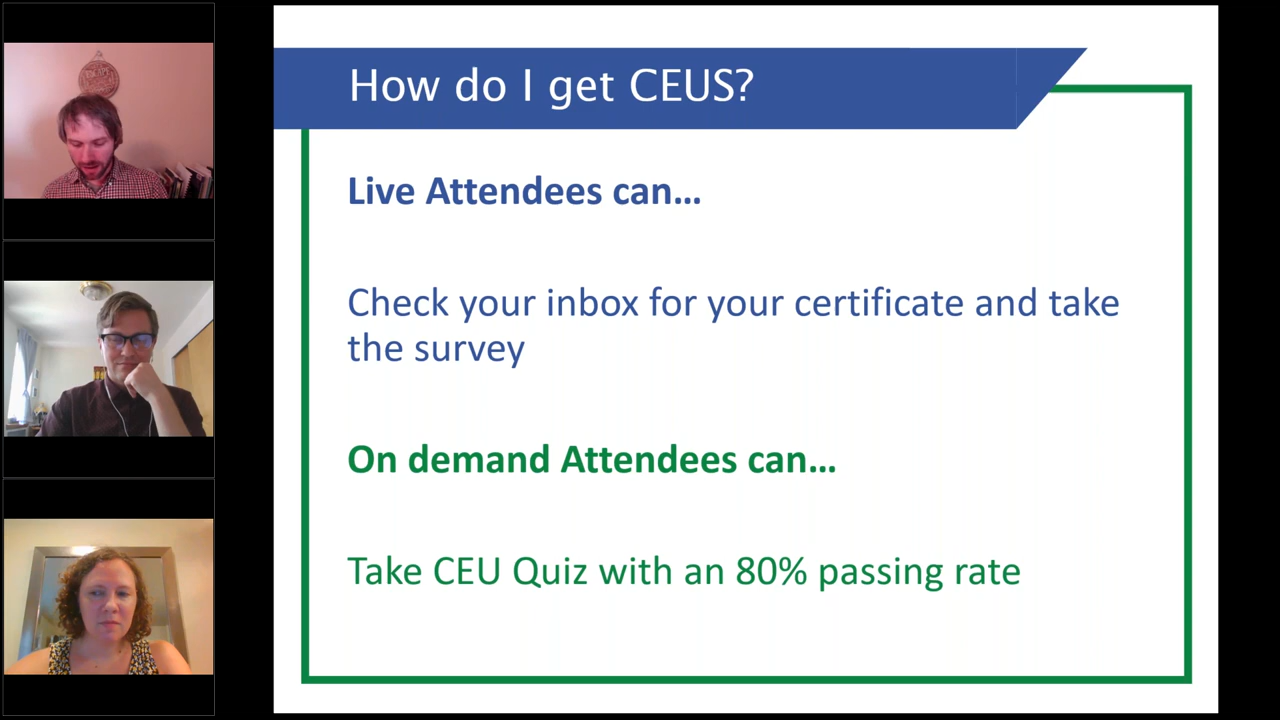 How do I get CEUS?
Live Attendees can…
Check your inbox for your certificate and take
the survey
On demand Attendees can…
Take CEU Quiz with an 80% passing rate